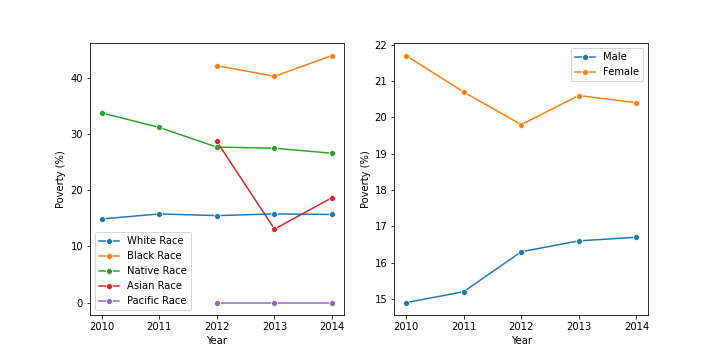 40
30
20
10
0
Poverty (%)
White Race
Black Race
Native Race
Asian Race
Pacific Race
2010 2011 2012 2013 2014
Year
22
21
20
19
18
17
16
15
Poverty (%)
Male
Female
2010 2011 2012 2013 2014
Year